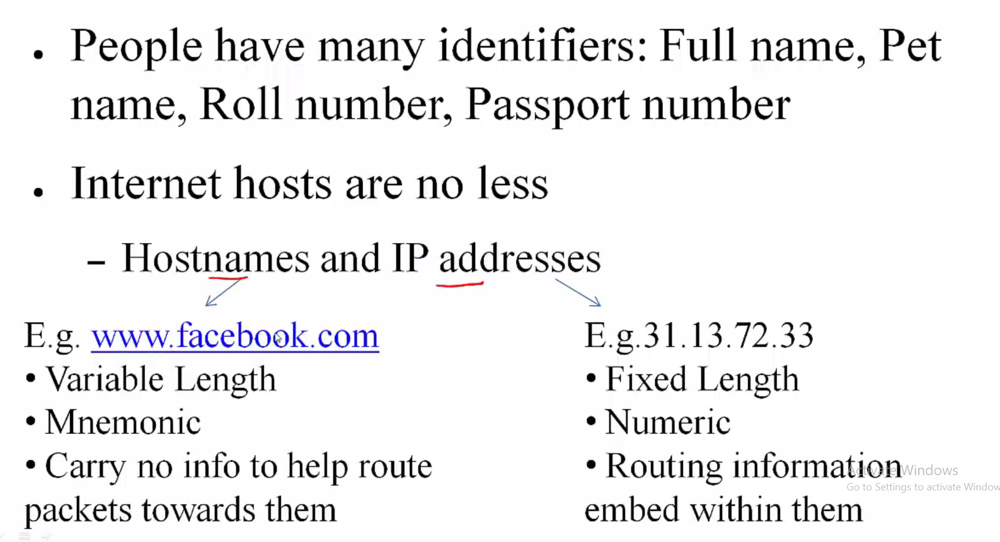 • People have many identifiers: Full name, Pet
name, Roll number, Passport number
• Internet hosts are no less
– Hostnames and IP addresses
E.g. www.facebook.com
• Variable Length
• Mnemonic
• Carry no info to help route
packets towards them
E.g.31.13.72.33
• Fixed Length
• Numeric
• Routing information
embed within them
Activate Windows
Go to Settings to activate Window